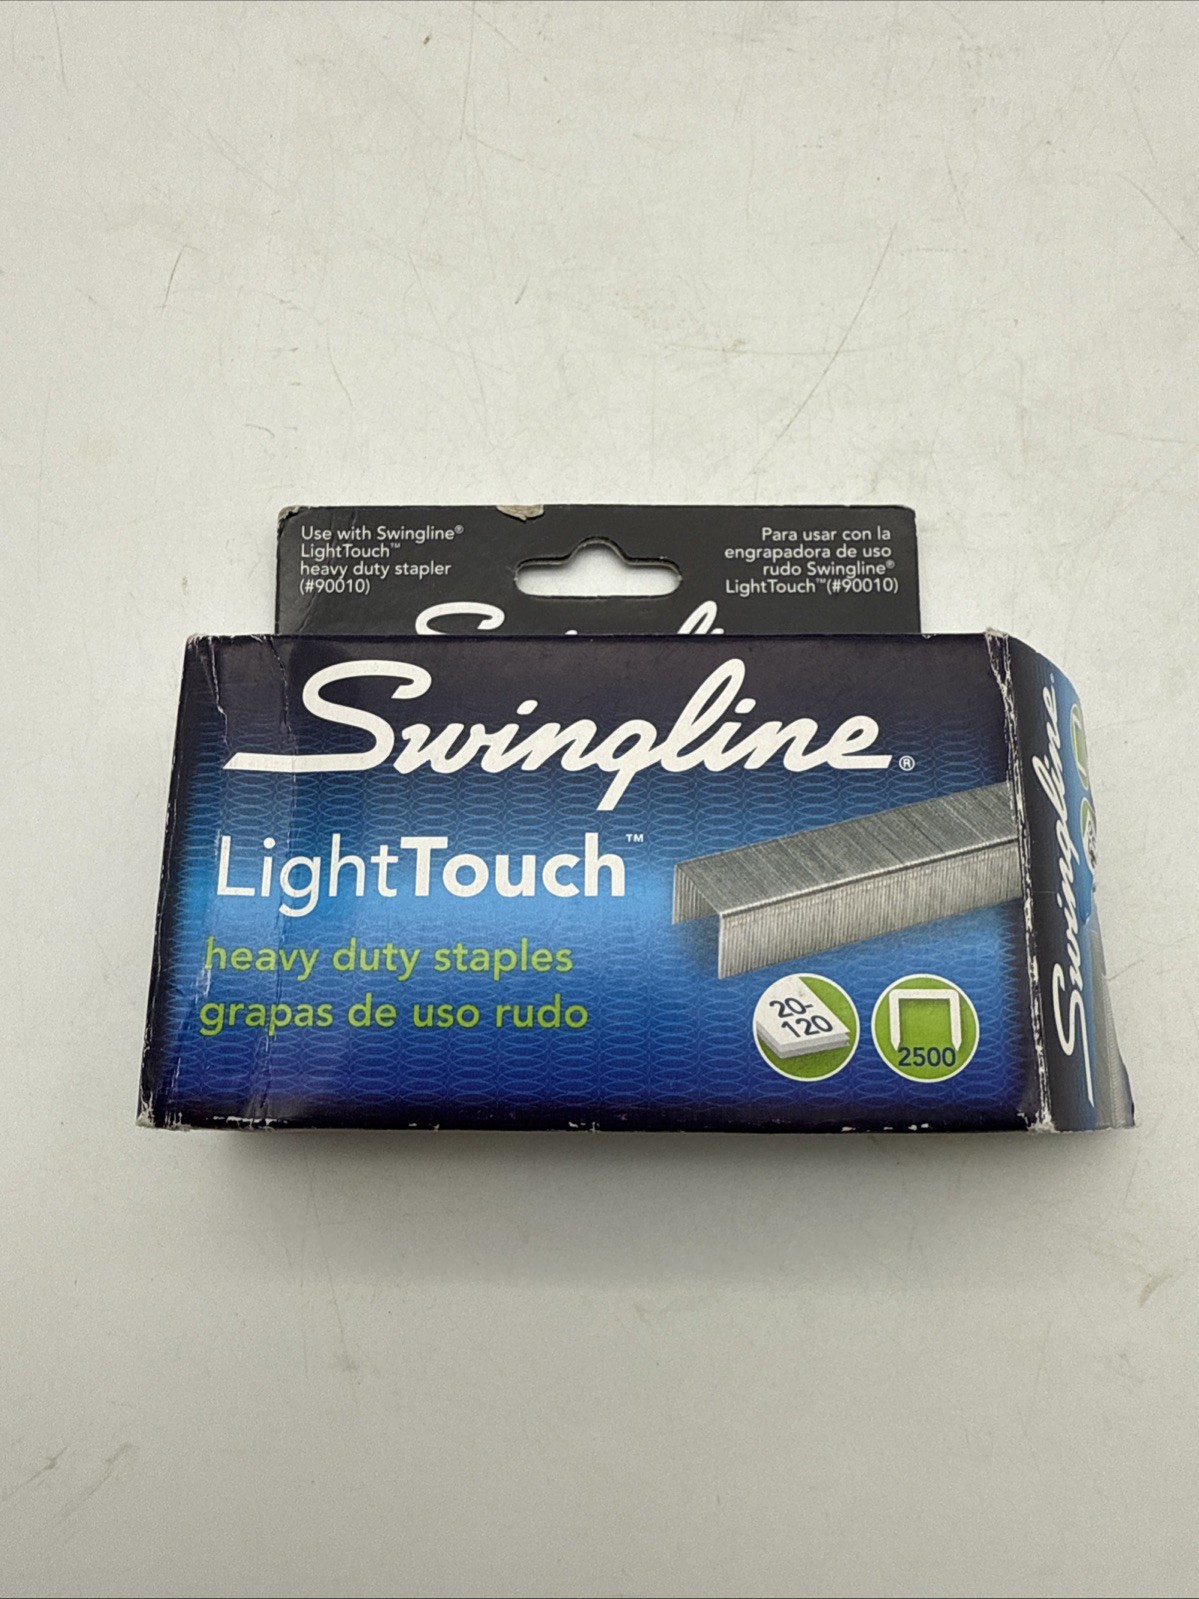 Use with Swingline®
LightTouch™
heavy duty stapler
(#90010)
Para usar con la
engrapadora de uso
rudo Swingline®
LightTouch™(#90010)
Swingline®
LightTouch™
heavy duty staples
grapas de uso rudo
20-
120
2500
Swingline